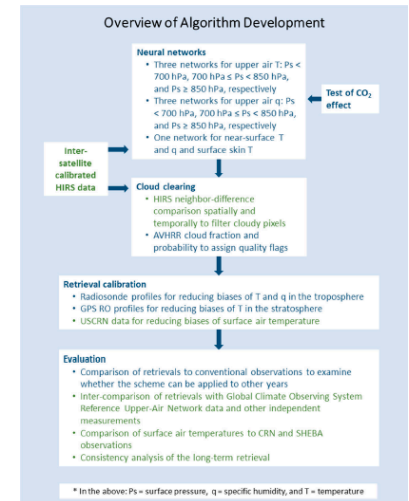 Overview of Algorithm Development
Neural networks
• Three networks for upper air T: Ps <
700 hPa, 700 hPa ≤ Ps < 850 hPa,
and Ps ≥ 850 hPa, respectively
• Three networks for upper air q: Ps
< 700 hPa, 700 hPa ≤ Ps < 850 hPa,
and Ps ≥ 850 hPa, respectively
• One network for near-surface T
and q and surface skin T
Test of CO₂
effect
Inter-
satellite
calibrated
HIRS data
Cloud clearing
• HIRS neighbor-difference
comparison spatially and
temporally to filter cloudy pixels
• AVHRR cloud fraction and
probability to assign quality flags
Retrieval calibration
• Radiosonde profiles for reducing biases of T and q in the troposphere
• GPS RO profiles for reducing biases of T in the stratosphere
• USCRN data for reducing biases of surface air temperature
Evaluation
• Comparison of retrievals to conventional observations to examine
whether the scheme can be applied to other years
• Inter-comparison of retrievals with Global Climate Observing System
Reference Upper-Air Network data and other independent
measurements
• Comparison of surface air temperatures to CRN and SHEBA
observations
• Consistency analysis of the long-term retrieval
* In the above: Ps = surface pressure, q = specific humidity, and T = temperature